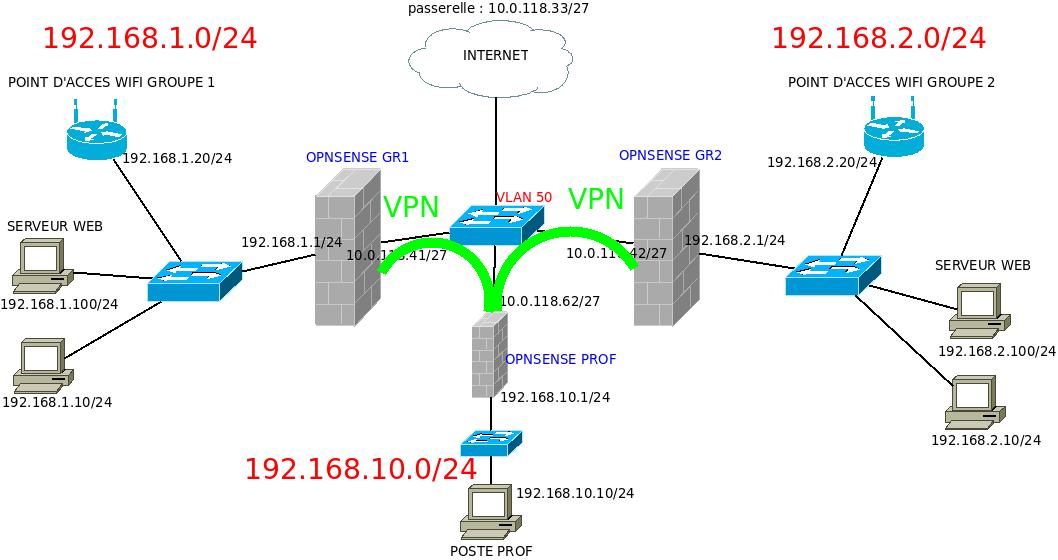 passerelle : 10.0.118.33/27
192.168.1.0/24
192.168.2.0/24
INTERNET
POINT D'ACCES WIFI GROUPE 1
POINT D'ACCES WIFI GROUPE 2
192.168.1.20/24
OPNSENSE GR1
OPNSENSE GR2
192.168.2.20/24
VPN
VLAN 50
VPN
SERVEUR WEB
192.168.1.1/24
10.0.118.41/27
10.0.118.42/27
192.168.2.1/24
SERVEUR WEB
192.168.1.100/24
10.0.118.62/27
192.168.2.100/24
OPNSENSE PROF
192.168.1.10/24
192.168.10.1/24
192.168.2.10/24
192.168.10.0/24
192.168.10.10/24
POSTE PROF